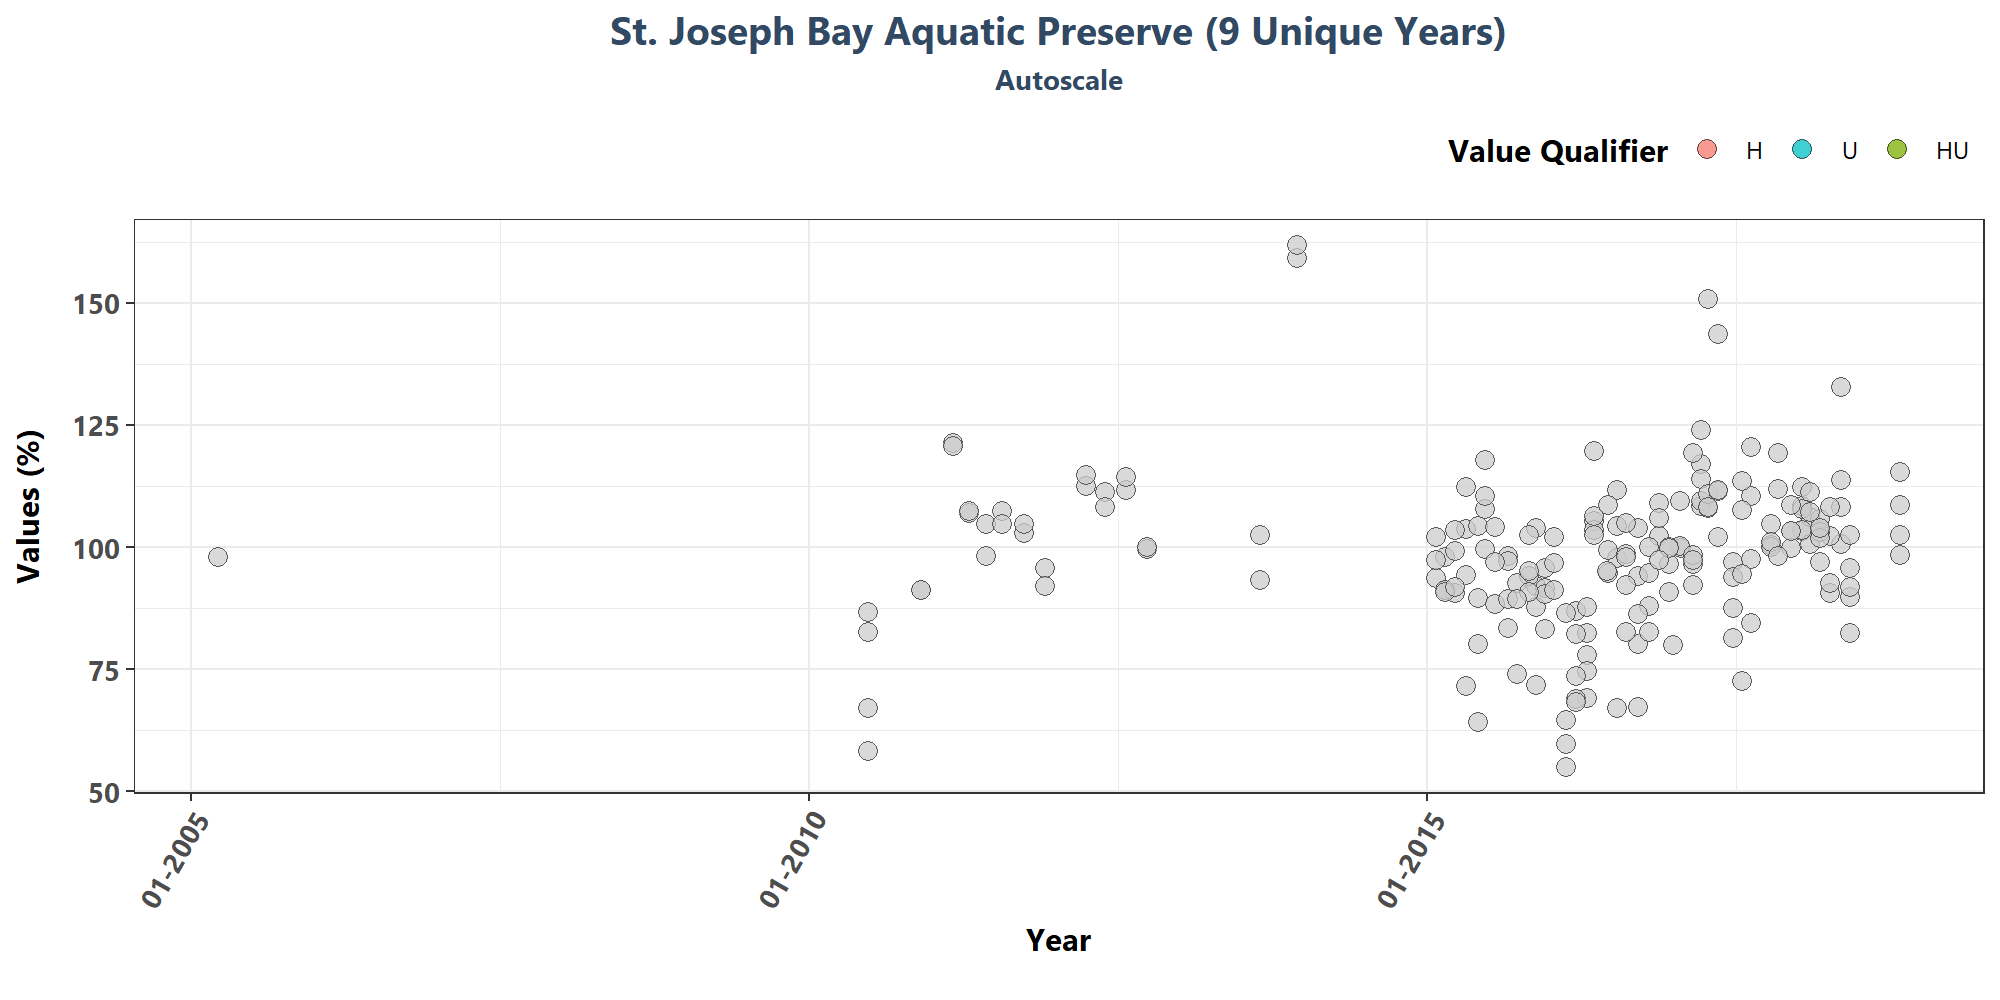 St. Joseph Bay Aquatic Preserve (9 Unique Years)
Autoscale
Value Qualifier H U HU
Values (%)
150
125
100
75
50
01-2005 01-2010 01-2015
Year